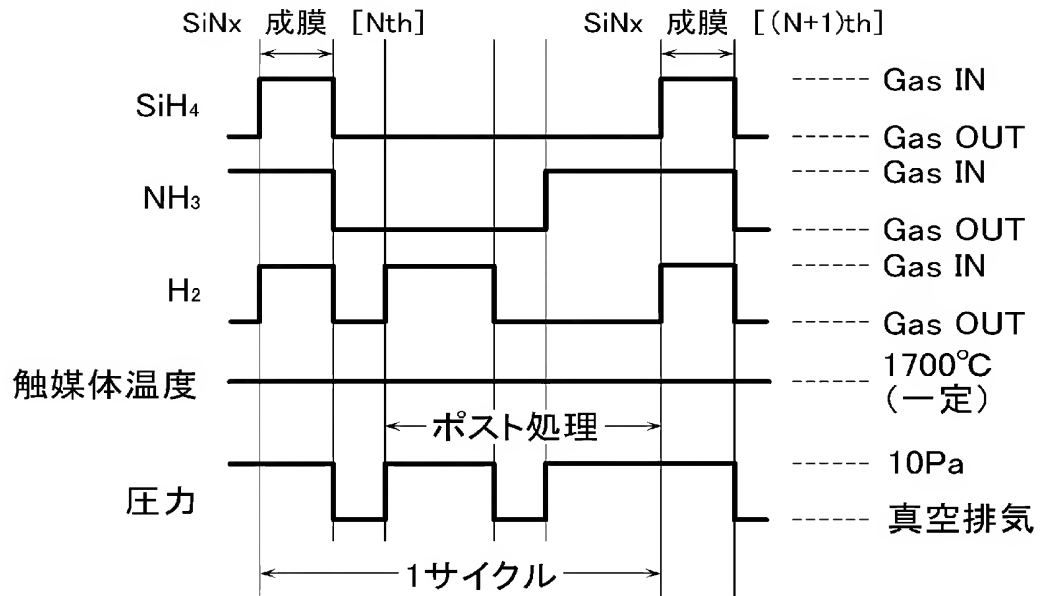 SiNx 成膜 [Nth]
SiNx 成膜 [(N+1)th]
SiH₄
Gas IN
Gas OUT
NH₃
Gas IN
Gas OUT
H₂
Gas IN
Gas OUT
触媒体温度
1700℃
(一定)
ポスト処理
圧力
10Pa
真空排気
1サイクル